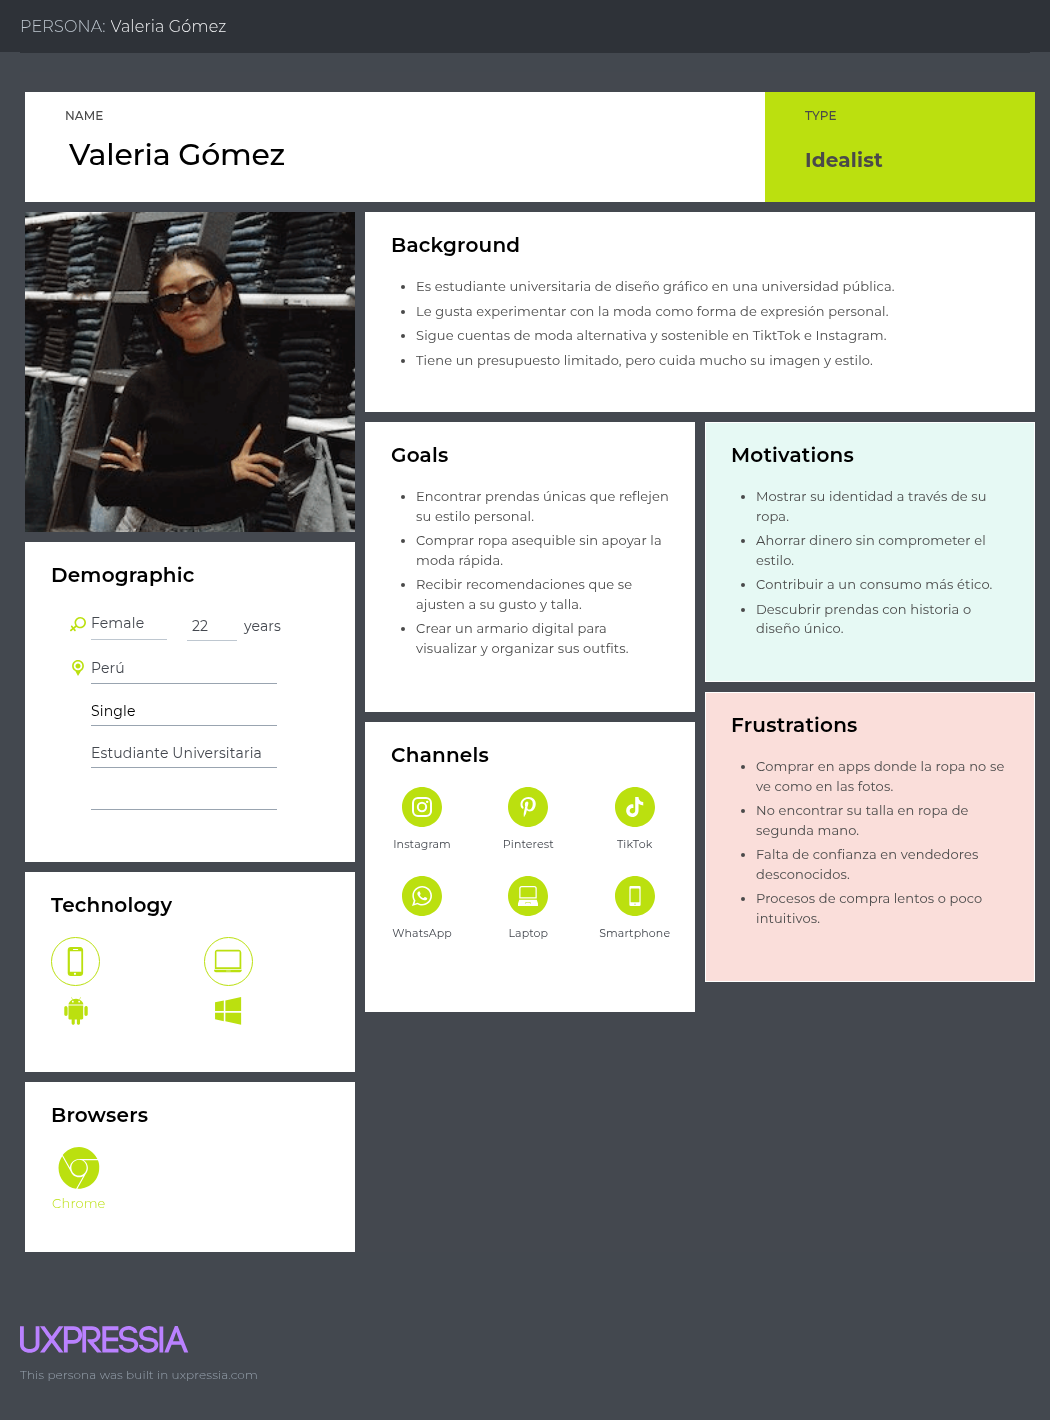 PERSONA: Valeria Gómez
NAME
Valeria Gómez
TYPE
Idealist
Background
Es estudiante universitaria de diseño gráfico en una universidad pública.
Le gusta experimentar con la moda como forma de expresión personal.
Sigue cuentas de moda alternativa y sostenible en TiktTok e Instagram.
Tiene un presupuesto limitado, pero cuida mucho su imagen y estilo.
Goals
Encontrar prendas únicas que reflejen
su estilo personal.
Comprar ropa asequible sin apoyar la
moda rápida.
Recibir recomendaciones que se
ajusten a su gusto y talla.
Crear un armario digital para
visualizar y organizar sus outfits.
Motivations
Mostrar su identidad a través de su
ropa.
Ahorrar dinero sin comprometer el
estilo.
Contribuir a un consumo más ético.
Descubrir prendas con historia o
diseño único.
Demographic
Female 22 years
Perú
Single
Estudiante Universitaria
Channels
Instagram Pinterest TikTok
WhatsApp Laptop Smartphone
Frustrations
Comprar en apps donde la ropa no se
ve como en las fotos.
No encontrar su talla en ropa de
segunda mano.
Falta de confianza en vendedores
desconocidos.
Procesos de compra lentos o poco
intuitivos.
Technology
Browsers
Chrome
UXPRESSIA
This persona was built in uxpressia.com